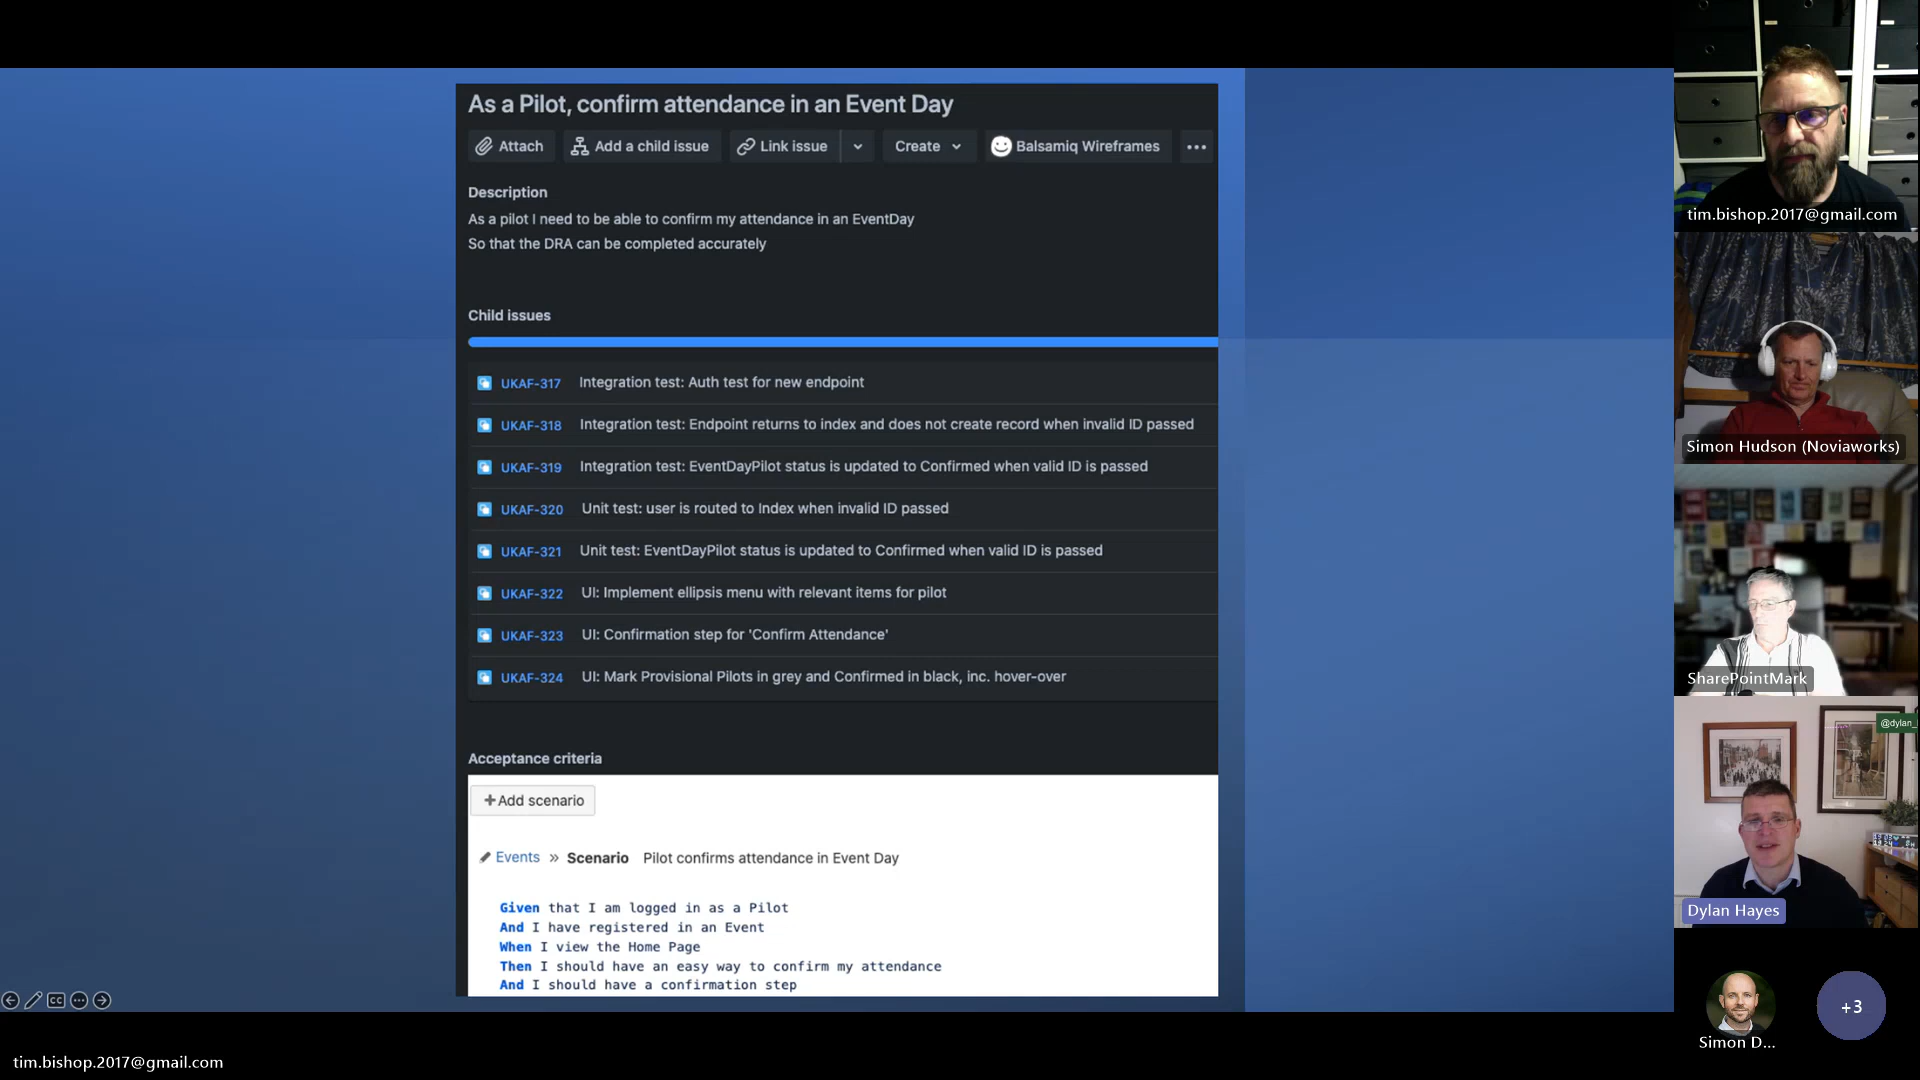 As a Pilot, confirm attendance in an Event Day
Attach
Add a child issue
Link issue
Create
Balsamiq Wireframes
Description
As a pilot I need to be able to confirm my attendance in an EventDay
So that the DRA can be completed accurately
Child issues
UKAF-317 Integration test: Auth test for new endpoint
UKAF-318 Integration test: Endpoint returns to index and does not create record when invalid ID passed
UKAF-319 Integration test: EventDayPilot status is updated to Confirmed when valid ID is passed
UKAF-320 Unit test: user is routed to Index when invalid ID passed
UKAF-321 Unit test: EventDayPilot status is updated to Confirmed when valid ID is passed
UKAF-322 UI: Implement ellipsis menu with relevant items for pilot
UKAF-323 UI: Confirmation step for 'Confirm Attendance'
UKAF-324 UI: Mark Provisional Pilots in grey and Confirmed in black, inc. hover-over
Acceptance criteria
+Add scenario
Events » Scenario Pilot confirms attendance in Event Day
Given that I am logged in as a Pilot
And I have registered in an Event
When I view the Home Page
Then I should have an easy way to confirm my attendance
And I should have a confirmation step
CC
tim.bishop.2017@gmail.com
tim.bishop.2017@gmail.com
Simon Hudson (Noviaworks)
SharePointMark
@dylan_
Dylan Hayes
Simon D...
+3